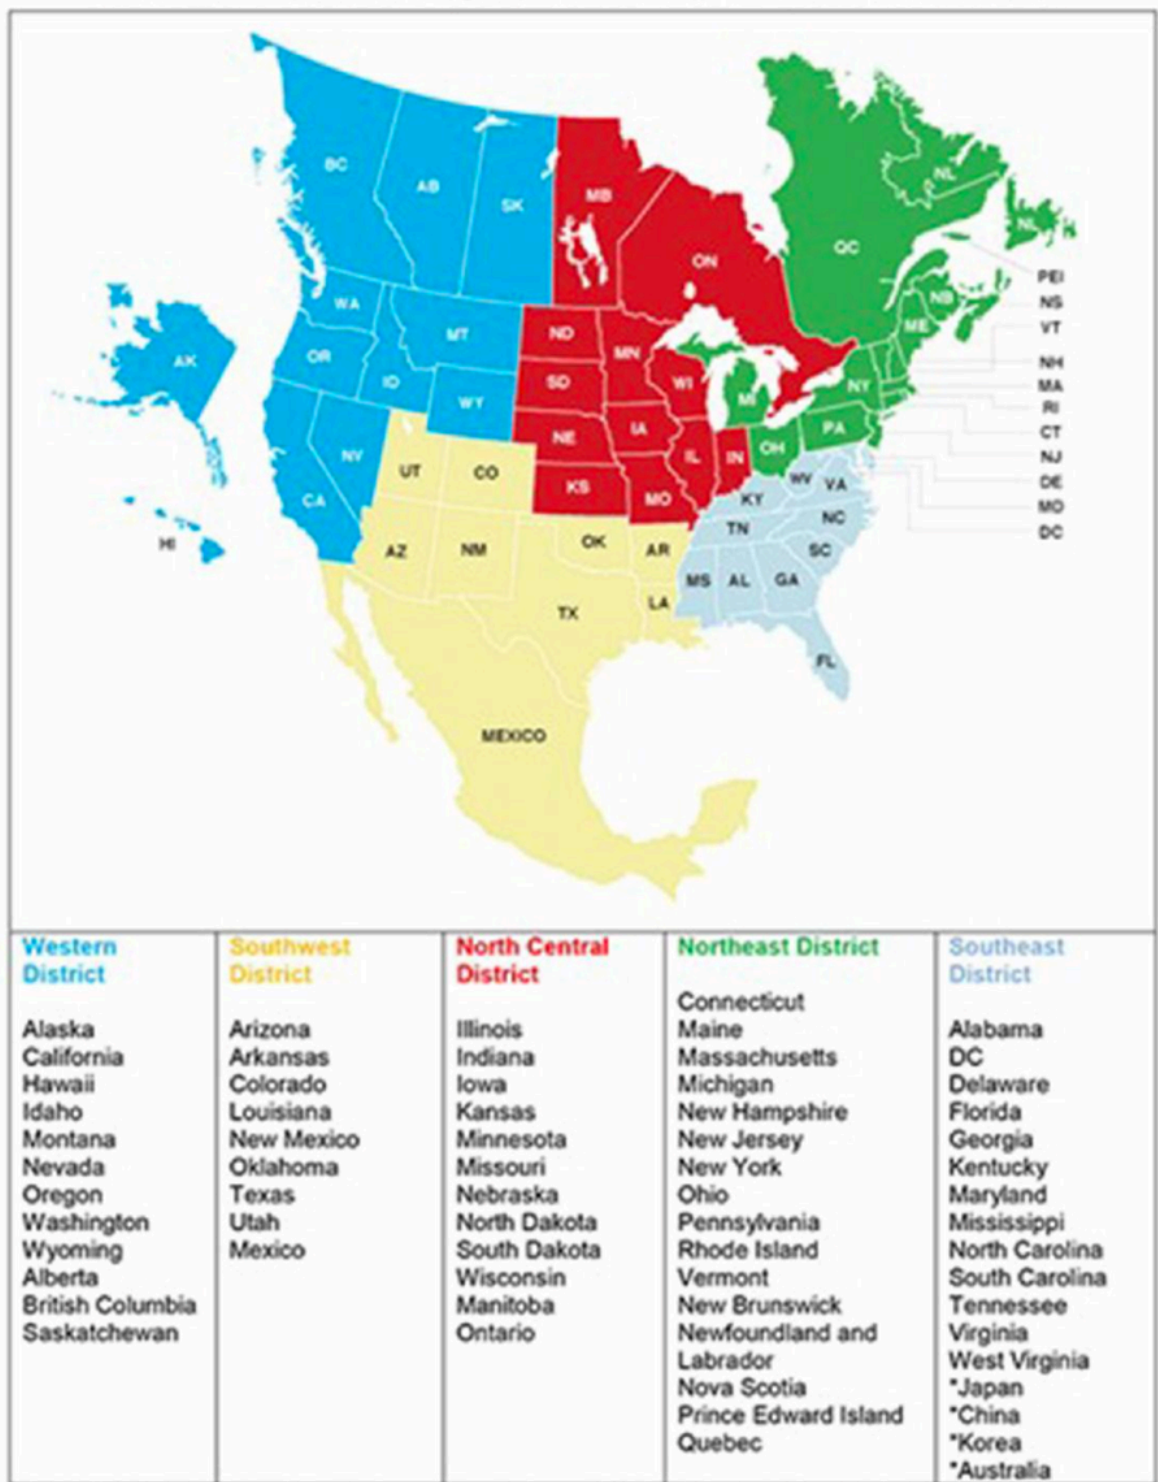 BC
AB
SK
MB
ON
QC
NL
NL
PEI
NS
NB
ME
VT
NH
MA
RI
CT
NJ
DE
MD
DC
WA
MT
ND
MN
OR
ID
SD
WI
MI
NY
AK
WY
NE
IA
IL
IN
OH
PA
NV
UT
CO
KS
MO
KY
WV
VA
CA
AZ
NM
OK
AR
TN
NC
SC
HI
TX
LA
MS
AL
GA
FL
MEXICO
Western
District
Alaska
California
Hawaii
Idaho
Montana
Nevada
Oregon
Washington
Wyoming
Alberta
British Columbia
Saskatchewan
Southwest
District
Arizona
Arkansas
Colorado
Louisiana
New Mexico
Oklahoma
Texas
Utah
Mexico
North Central
District
Illinois
Indiana
Iowa
Kansas
Minnesota
Missouri
Nebraska
North Dakota
South Dakota
Wisconsin
Manitoba
Ontario
Northeast District
Connecticut
Maine
Massachusetts
Michigan
New Hampshire
New Jersey
New York
Ohio
Pennsylvania
Rhode Island
Vermont
New Brunswick
Newfoundland and
Labrador
Nova Scotia
Prince Edward Island
Quebec
Southeast
District
Alabama
DC
Delaware
Florida
Georgia
Kentucky
Maryland
Mississippi
North Carolina
South Carolina
Tennessee
Virginia
West Virginia
*Japan
*China
*Korea
*Australia